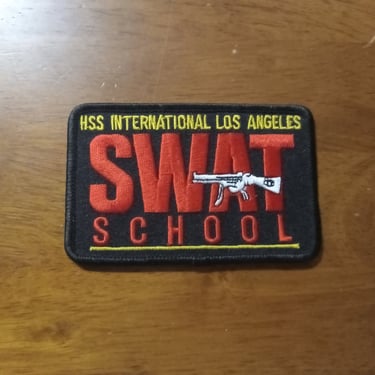 HSS INTERNATIONAL LOS ANGELES
SWAT
SCHOOL